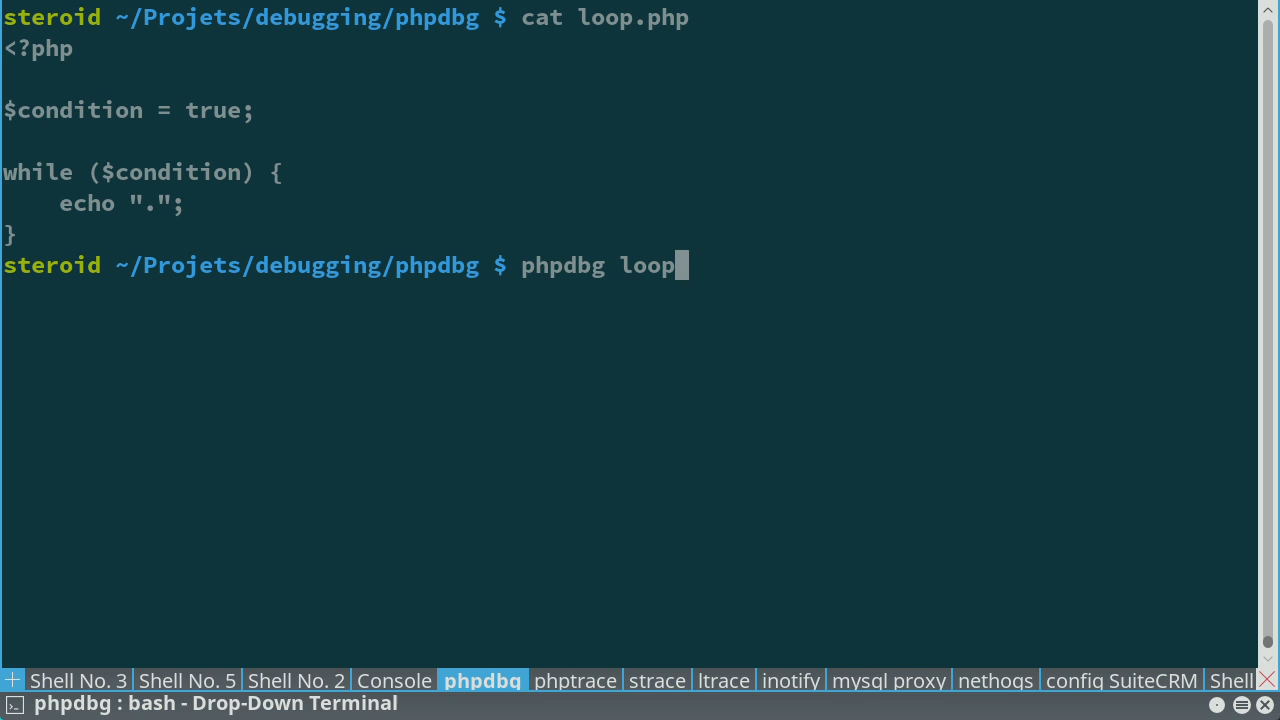 steroid ~/Projets/debugging/phpdbg $ cat loop.php
<?php
$condition = true;
while ($condition) {
    echo ".";
}
steroid ~/Projets/debugging/phpdbg $ phpdbg loop
Shell No. 3 Shell No. 5 Shell No. 2 Console phpdbg phptrace strace ltrace inotify mysql proxy nethogs config SuiteCRM Shell
phpdbg : bash - Drop-Down Terminal